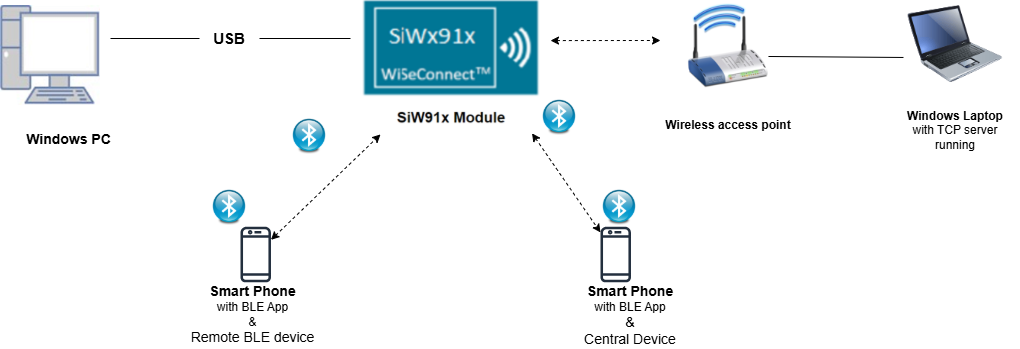 USB
SiWx91x
WiSeConnect™
SiW91x Module
Windows PC
Wireless access point
Windows Laptop
with TCP server
running
Smart Phone
with BLE App
&
Remote BLE device
Smart Phone
with BLE App
&
Central Device